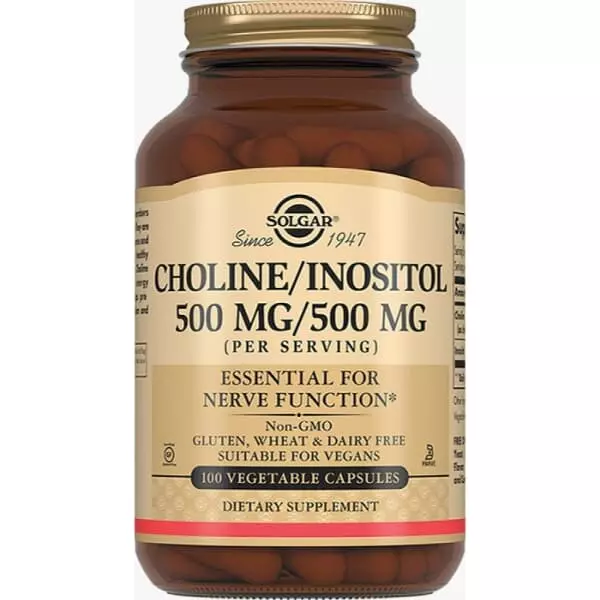 SOLGAR®
Since 1947
CHOLINE/INOSITOL
500 MG/500 MG
(PER SERVING)
ESSENTIAL FOR
NERVE FUNCTION*
Non-GMO
GLUTEN, WHEAT & DAIRY FREE
SUITABLE FOR VEGANS
100 VEGETABLE CAPSULES
DIETARY SUPPLEMENT